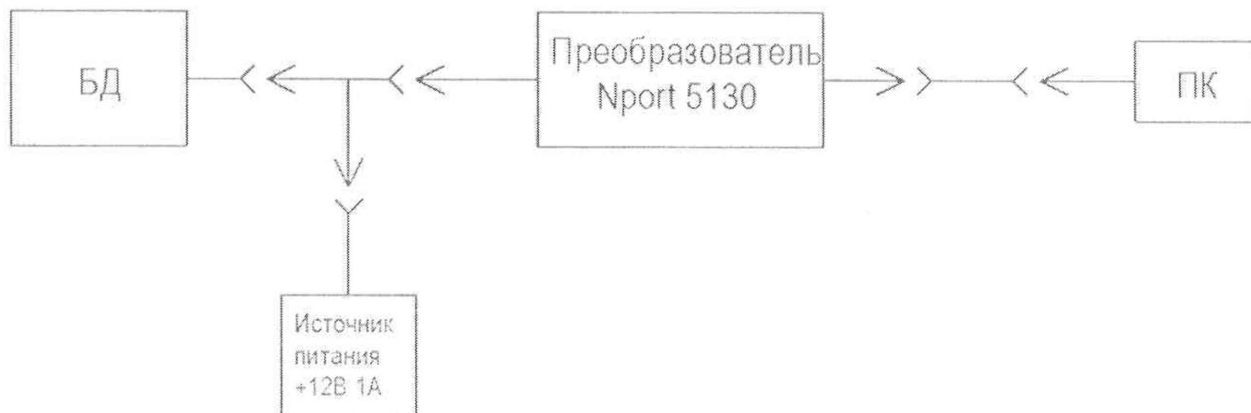 БД
Преобразователь
Nport 5130
ПК
Источник
питания
+12В 1А